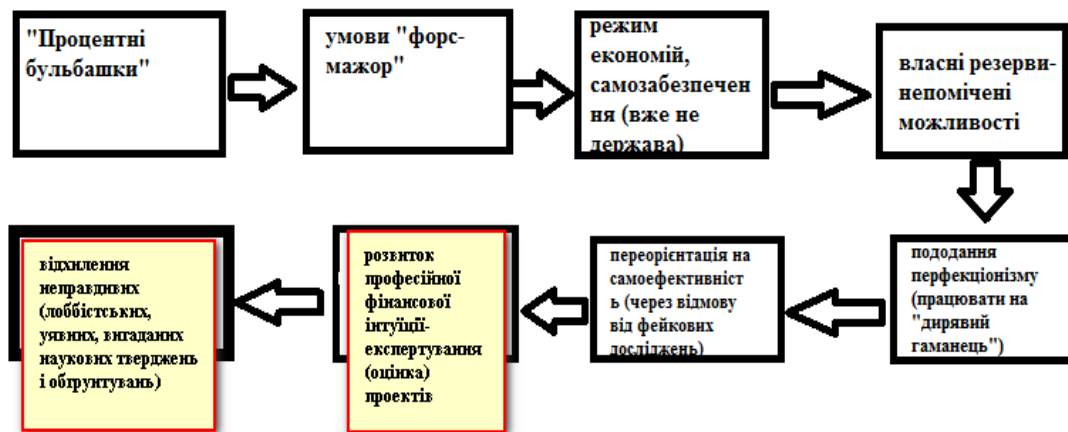 "Процентні
бульбашки"
умови "форс-
мажор"
режим
економій,
самозабезпечен
ня (вже не
держава)
власні резерви-
непомічені
можливості
пододання
перфекціонізму
(працювати на
"дирявий
гаманець")
переорієнтація на
самоефективніст
ь (через відмову
від фейкових
досліджень)
розвиток
професійної
фінансової
інтуїції-
експертування
(оцінка)
проектів
відхилення
неправдивих
(лоббістських,
уявних, вигаданих
наукових тверджень
і обгрунтувань)